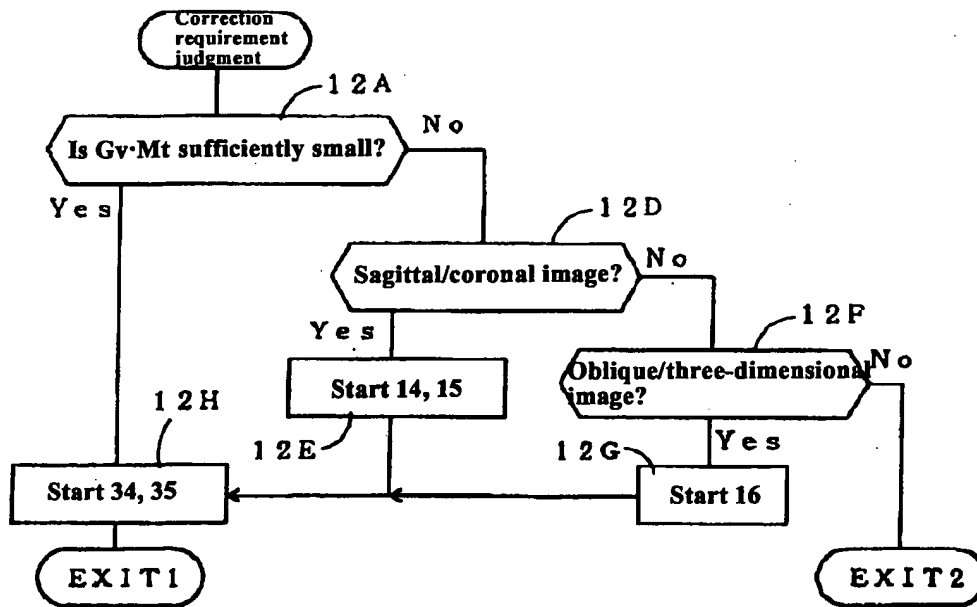 Correction
requirement
judgment
12A
Is Gv·Mt sufficiently small?
No
Yes
12D
Sagittal/coronal image?
No
Yes
12F
Oblique/three-dimensional
image?
No
Start 14, 15
12H
12E
12G
Yes
Start 34, 35
Start 16
EXIT1
EXIT2